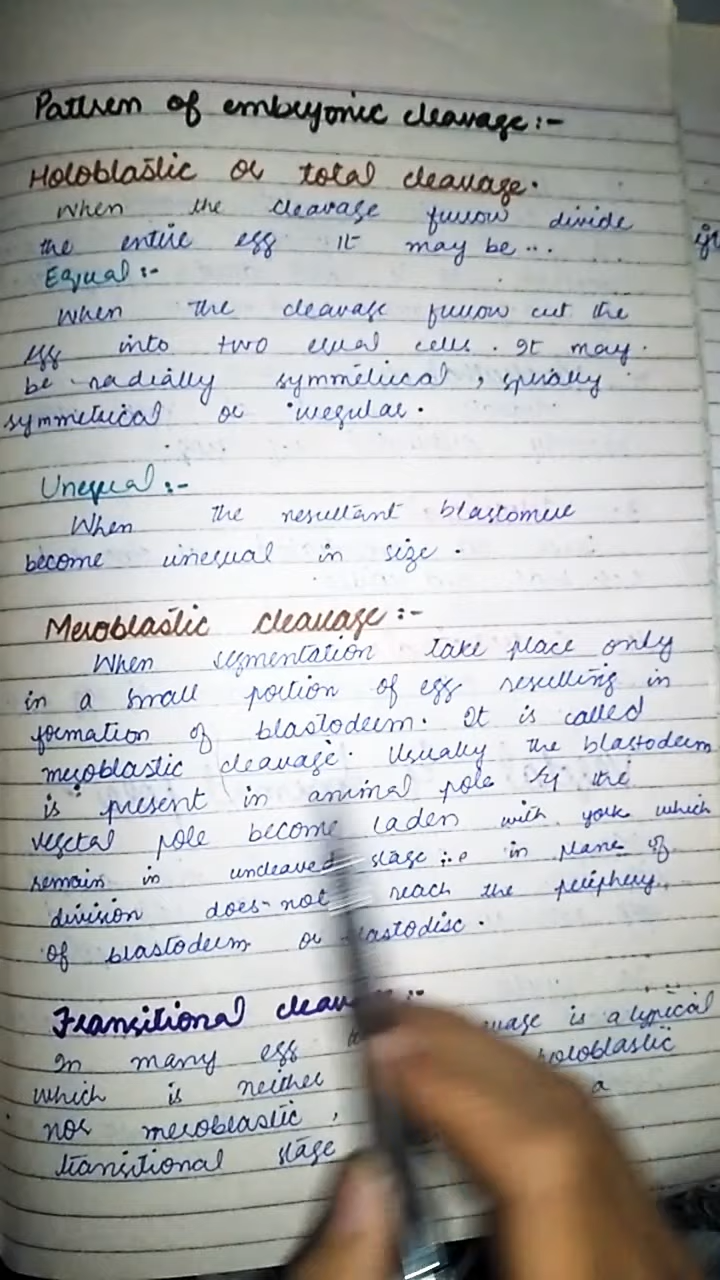 Pattern of embryonic cleavage:-
Holoblastic or total cleavage.
When the cleavage furrow divide
the entire egg it may be...
Equal:-
When the cleavage furrow cut the
egg into two equal cells. It may
be radially symmetrical, spirally
symmetrical or irregular.
Unequal:-
When the resultant blastomere
become unequal in size.
Meroblastic cleavage:-
When segmentation take place only
in a small portion of egg resulting in
formation of blastoderm. It is called
meroblastic cleavage. Usually the blastoderm
is present in animal pole the
vegetal pole become laden with york which
remain in uncleaved stage i.e in plane of
division does not reach the periphery
of blastoderm or blastodisc.
Transitional
In many egg is atypical
which is neither holoblastic
nor meroblastic, a
transitional stage